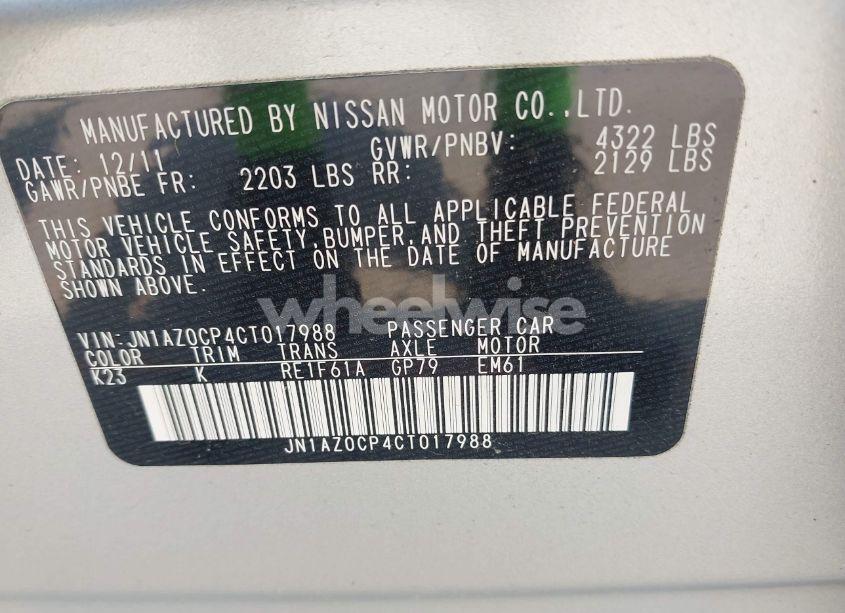 MANUFACTURED BY NISSAN MOTOR CO.,LTD.
DATE: 12/11 GVWR/PNBV: 4322 LBS
GAWR/PNBE FR: 2203 LBS RR: 2129 LBS
THIS VEHICLE CONFORMS TO ALL APPLICABLE FEDERAL
MOTOR VEHICLE SAFETY,BUMPER,AND THEFT PREVENTION
STANDARDS IN EFFECT ON THE DATE OF MANUFACTURE
SHOWN ABOVE.
wheelwise
VIN:JN1AZ0CP4CT017988 PASSENGER CAR
COLOR TRIM TRANS AXLE MOTOR
K23 K RE1F61A GP79 EM61
JN1AZ0CP4CT017988